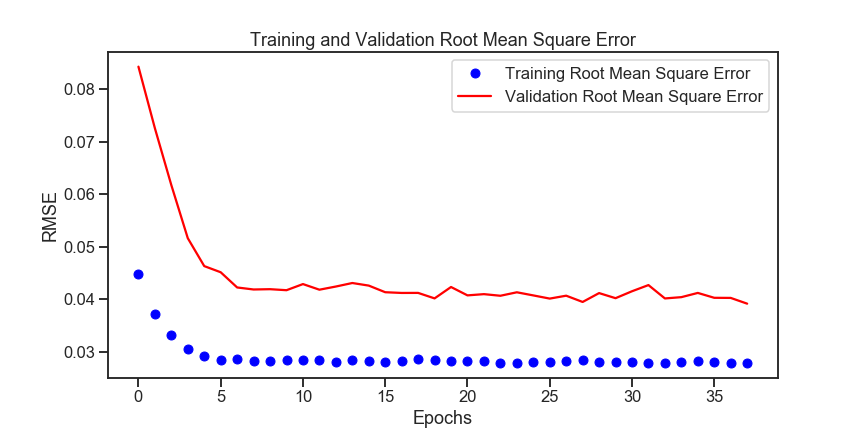 Training and Validation Root Mean Square Error
Training Root Mean Square Error
Validation Root Mean Square Error
0.08
0.07
0.06
0.05
0.04
0.03
RMSE
0 5 10 15 20 25 30 35
Epochs